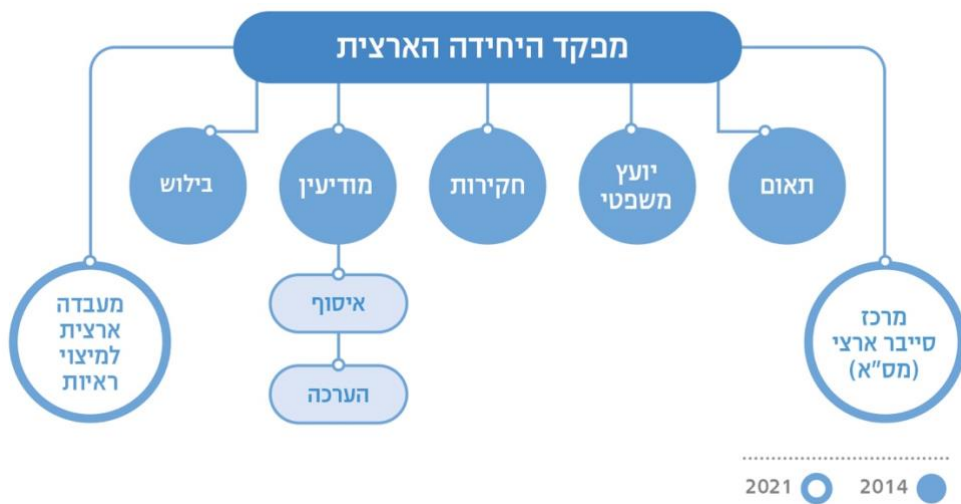 מפקד היחידה הארצית
תאום
יועץ
משפטי
חקירות
מודיעין
בילוש
מרכז
סייבר ארצי
(מס"א)
איסוף
הערכה
מעבדה
ארצית
למיצוי
ראיות
2014
2021